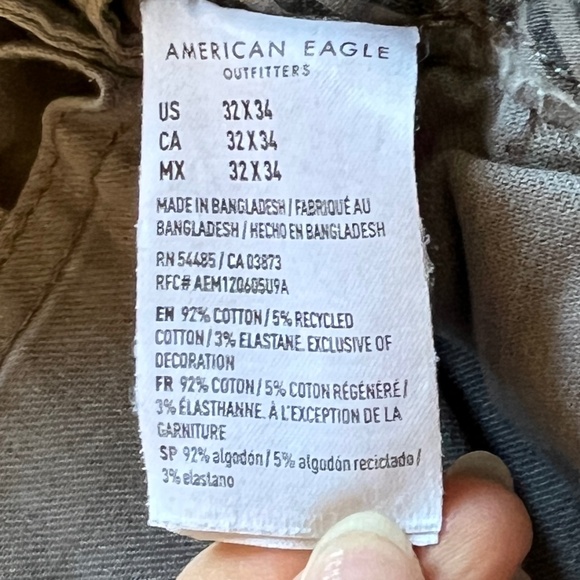 AMERICAN EAGLE
OUTFITTERS
US 32X34
CA 32X34
MX 32X34
MADE IN BANGLADESH / FABRIQUÉ AU
BANGLADESH / HECHO EN BANGLADESH
RN 54485 / CA 03873
RFC# AEM120605U9A
EN 92% COTTON / 5% RECYCLED
COTTON / 3% ELASTANE. EXCLUSIVE OF
DECORATION
FR 92% COTON / 5% COTON RÉGÉNÉRÉ /
3% ÉLASTHANNE. À L'EXCEPTION DE LA
GARNITURE
SP 92% algodón / 5% algodón reciclado /
3% elastano